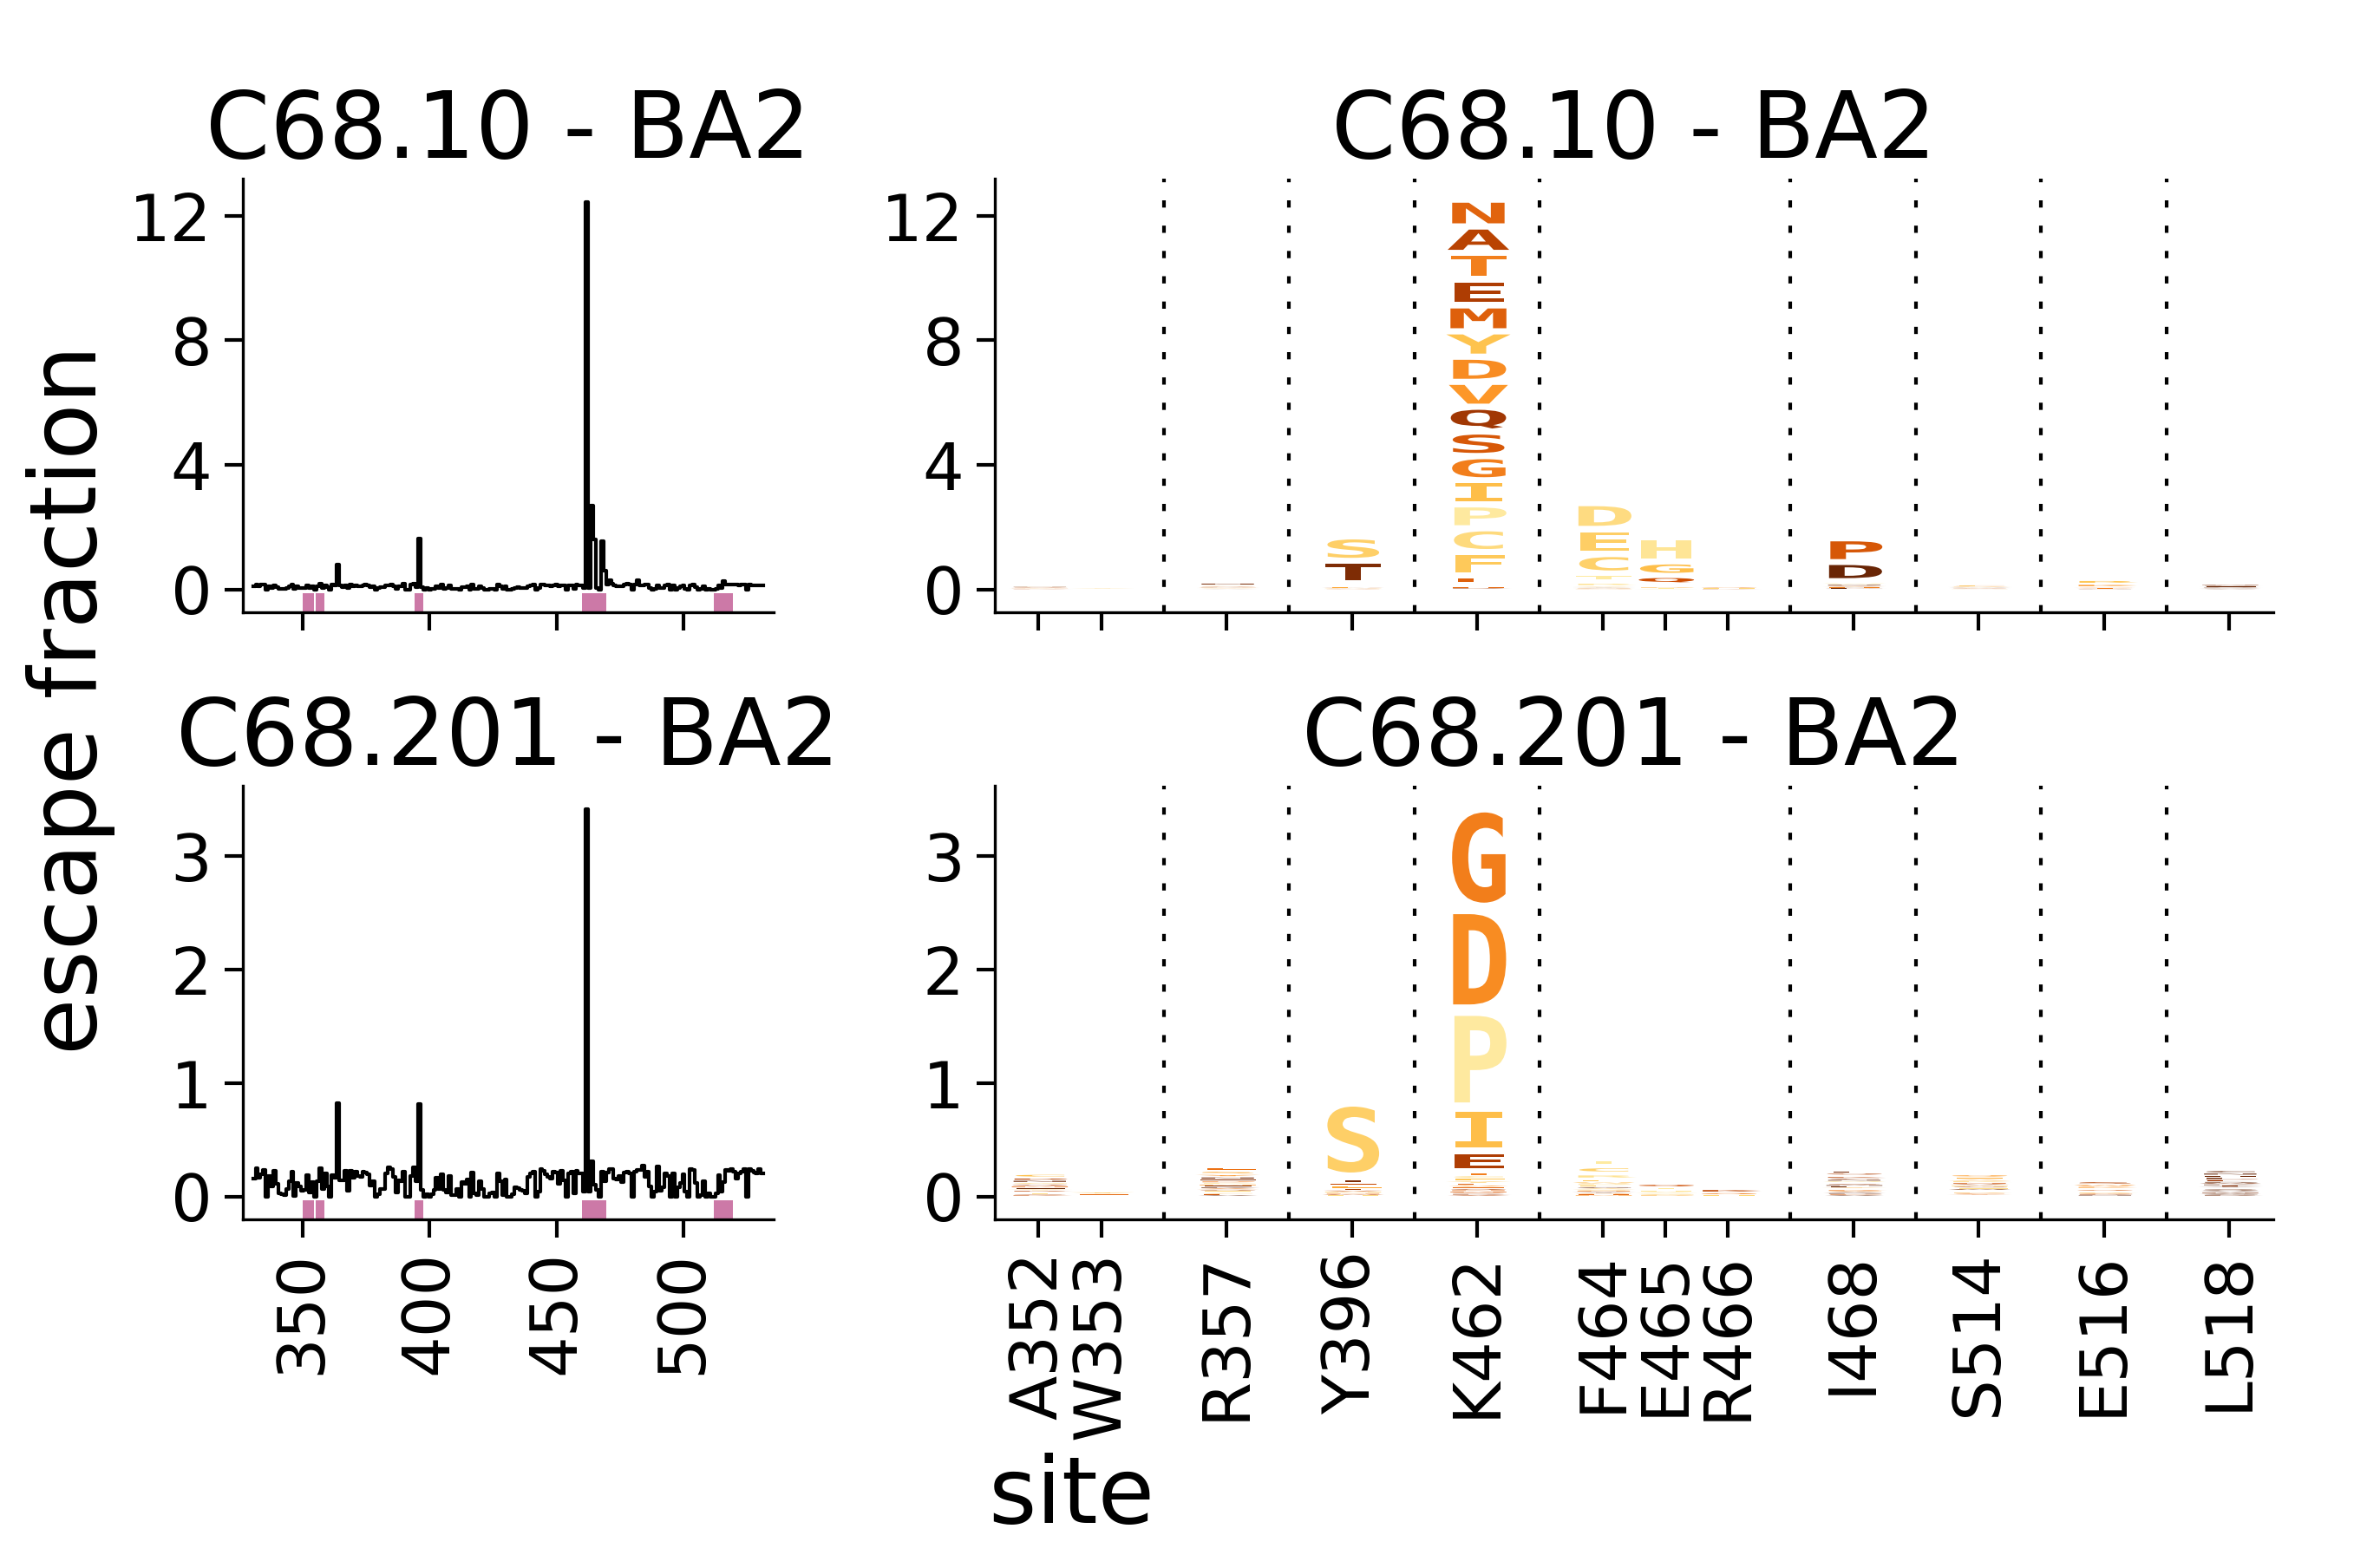 C68.10 - BA2
C68.10 - BA2
12
8
4
0
12
8
4
0
N
A
T
E
M
Y
D
V
Q
S
G
I
P
C
F
L
S
T
D
E
C
H
G
Q
P
D
escape fraction
C68.201 - BA2
C68.201 - BA2
3
2
1
0
3
2
1
0
G
D
P
I
E
S
350
400
450
500
A352
W353
R357
Y396
K462
F464
E465
R466
I468
S514
E516
L518
site